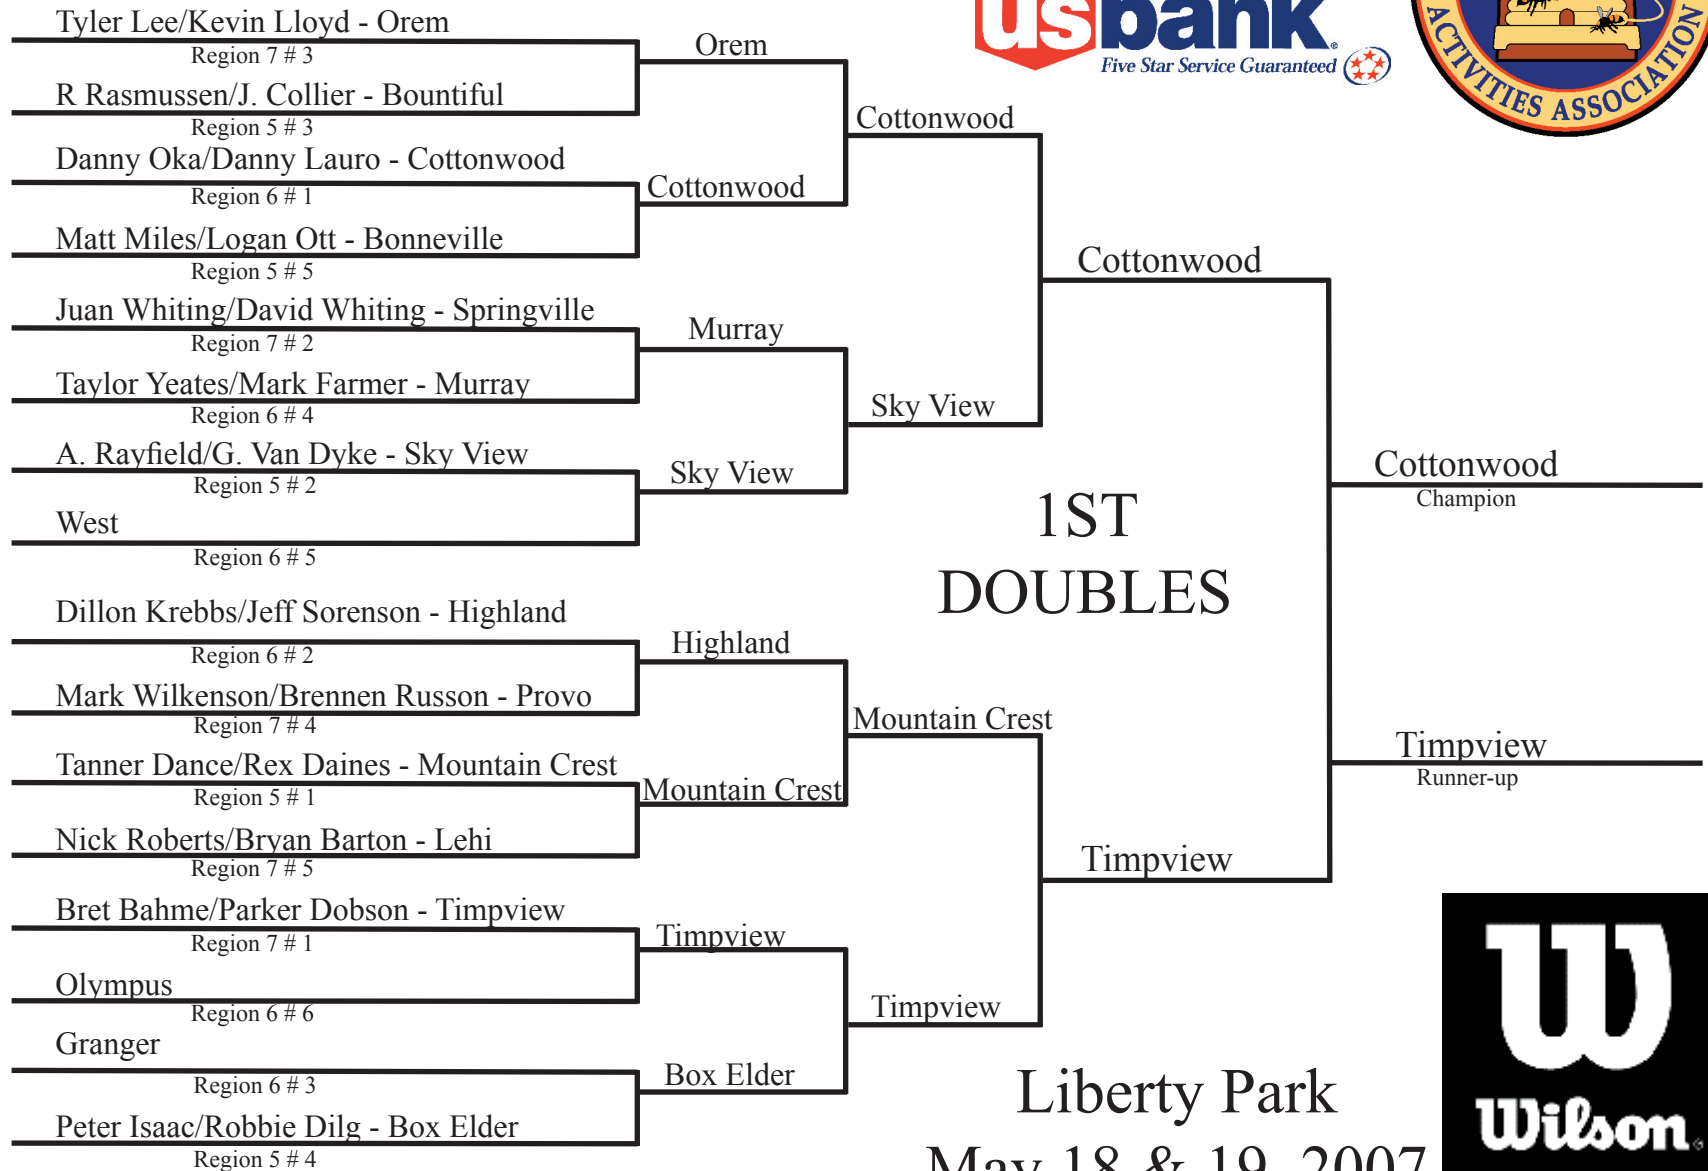 Tyler Lee/Kevin Lloyd - Orem
Region 7 # 3
R Rasmussen/J. Collier - Bountiful
Region 5 # 3
Danny Oka/Danny Lauro - Cottonwood
Region 6 # 1
Matt Miles/Logan Ott - Bonneville
Region 5 # 5
Juan Whiting/David Whiting - Springville
Region 7 # 2
Taylor Yeates/Mark Farmer - Murray
Region 6 # 4
A. Rayfield/G. Van Dyke - Sky View
Region 5 # 2
West
Region 6 # 5
Dillon Krebbs/Jeff Sorenson - Highland
Region 6 # 2
Mark Wilkenson/Brennen Russon - Provo
Region 7 # 4
Tanner Dance/Rex Daines - Mountain Crest
Region 5 # 1
Nick Roberts/Bryan Barton - Lehi
Region 7 # 5
Bret Bahme/Parker Dobson - Timpview
Region 7 # 1
Olympus
Region 6 # 6
Granger
Region 6 # 3
Peter Isaac/Robbie Dilg - Box Elder
Region 5 # 4
Orem
Cottonwood
Murray
Sky View
Highland
Mountain Crest
Timpview
Box Elder
Cottonwood
Sky View
Mountain Crest
Timpview
Cottonwood
Timpview
Cottonwood
Champion
Timpview
Runner-up
usbank.
Five Star Service Guaranteed
ACTIVITIES ASSOCIATION
1ST
DOUBLES
Liberty Park
May 18 & 19, 2007
W
Wilson